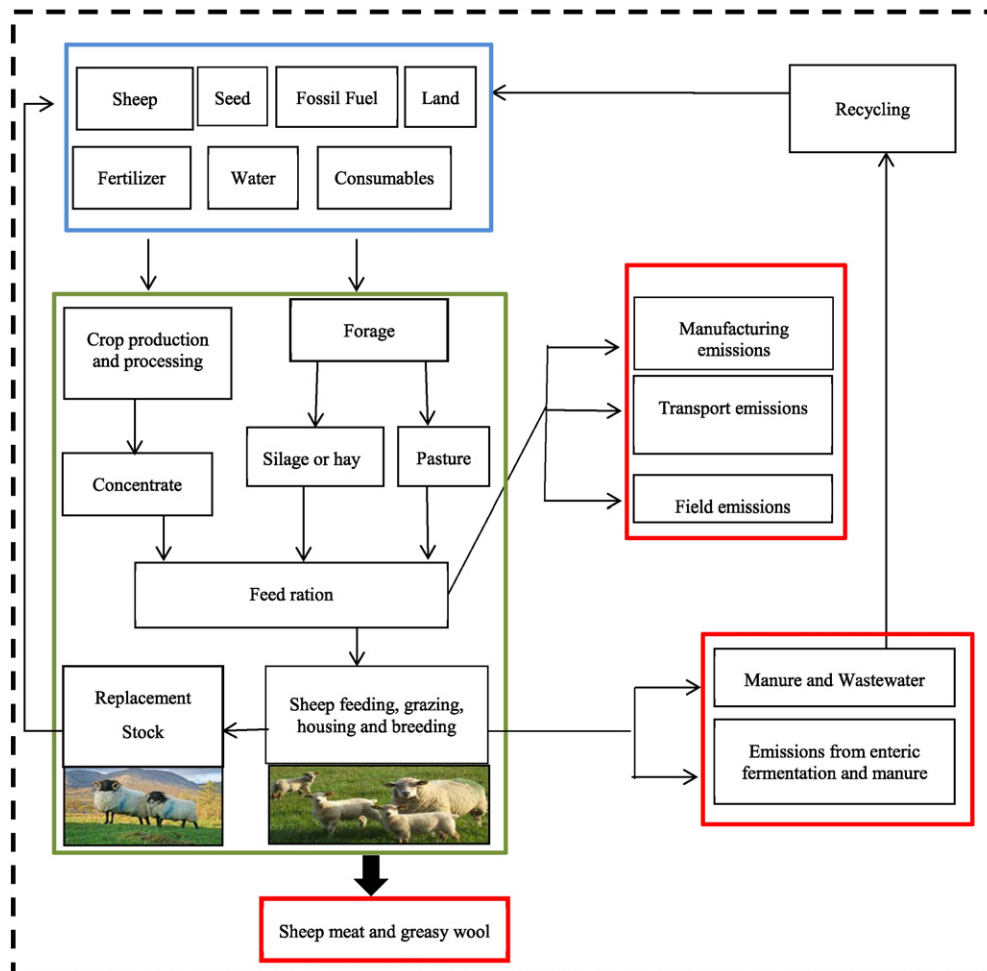 Sheep
Seed
Fossil Fuel
Land
Recycling
Fertilizer
Water
Consumables
Crop production
and processing
Forage
Manufacturing
emissions
Transport emissions
Silage or hay
Pasture
Concentrate
Field emissions
Feed ration
Replacement
Stock
Sheep feeding, grazing,
housing and breeding
Manure and Wastewater
Emissions from enteric
fermentation and manure
Sheep meat and greasy wool